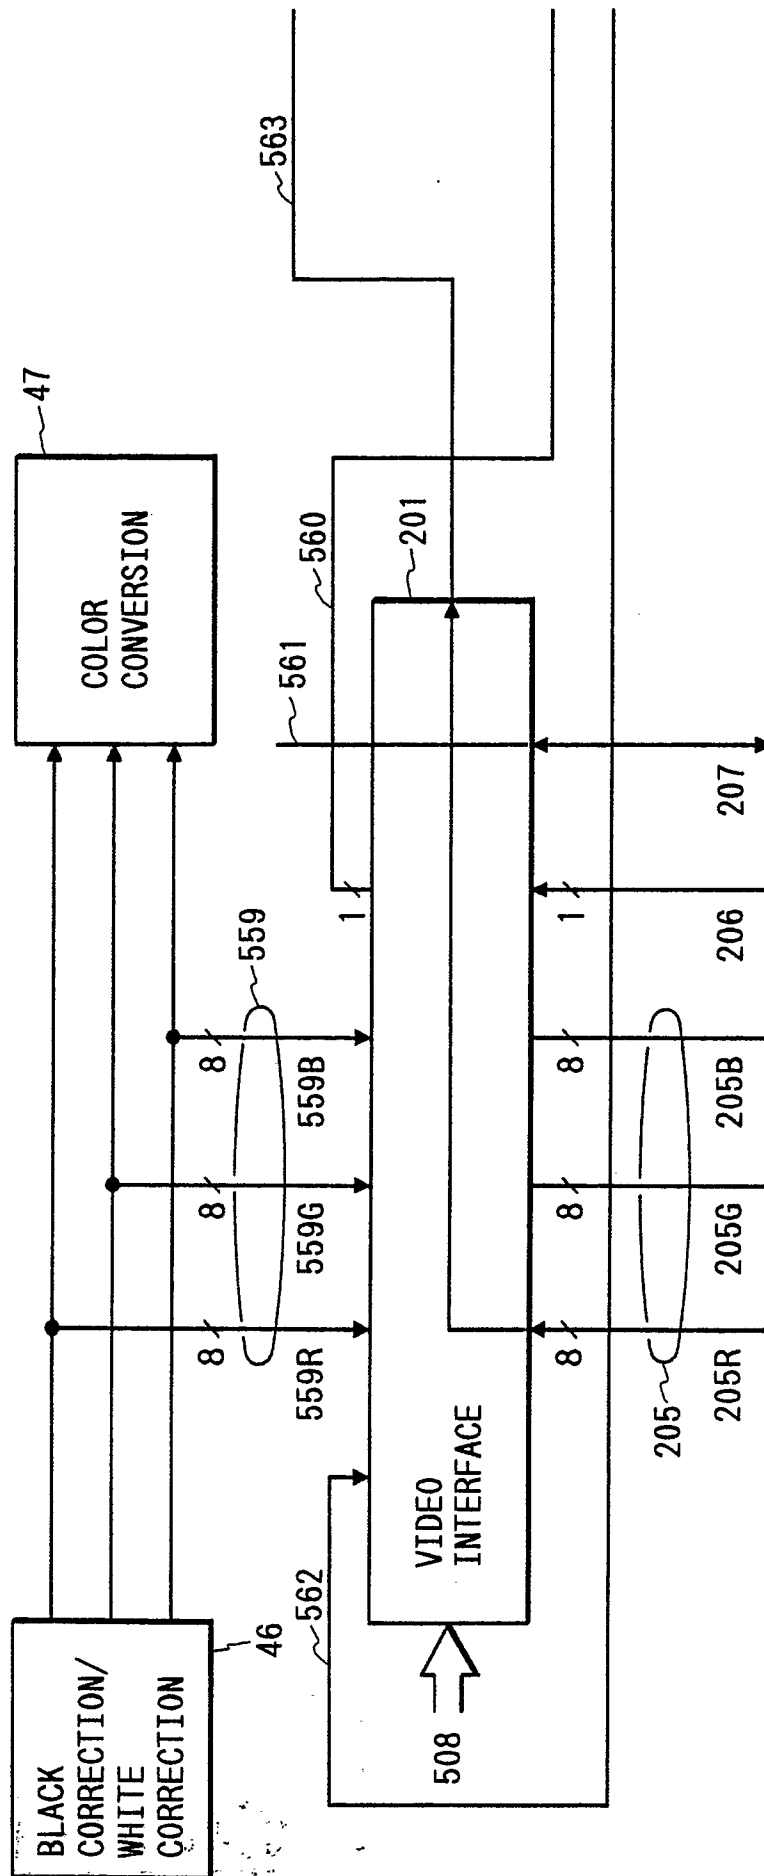 BLACK
CORRECTION/
WHITE
CORRECTION
46
COLOR
CONVERSION
47
559
8
8
8
559R
559G
559B
1
560
561
563
562
201
VIDEO
INTERFACE
508
8
8
8
1
205
205R
205G
205B
206
207